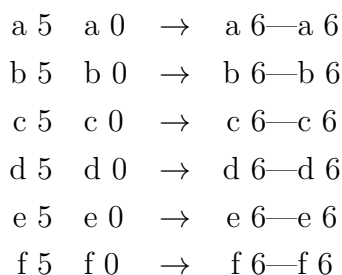 a 5 a 0 → a 6—a 6
b 5 b 0 → b 6—b 6
c 5 c 0 → c 6—c 6
d 5 d 0 → d 6—d 6
e 5 e 0 → e 6—e 6
f 5 f 0 → f 6—f 6